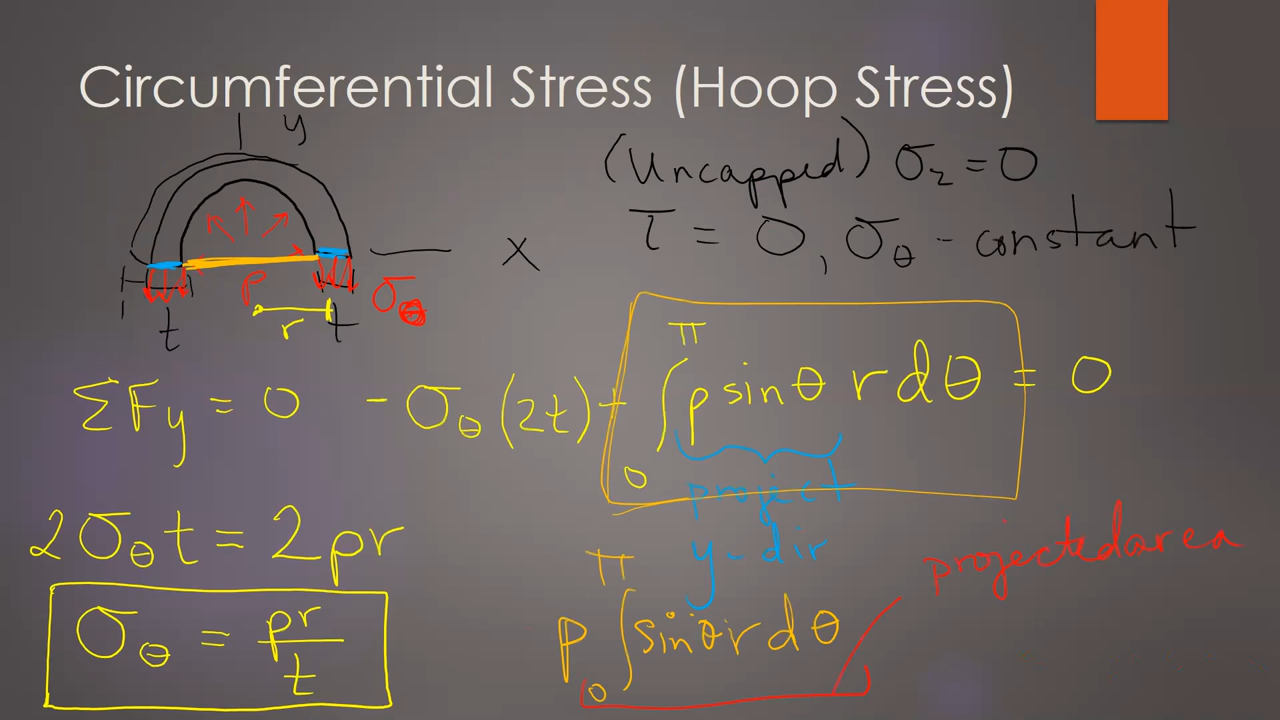 Circumferential Stress (Hoop Stress)
y
(Uncapped) σz = 0
τ = 0, σθ - constant
x
p
σθ
r
t
t
ΣFy = 0 - σθ(2t) + ∫₀^π p sinθ r dθ = 0
project
y-dir
2σθt = 2pr
projected area
σθ = pr/t
p ∫₀^π sinθ r dθ